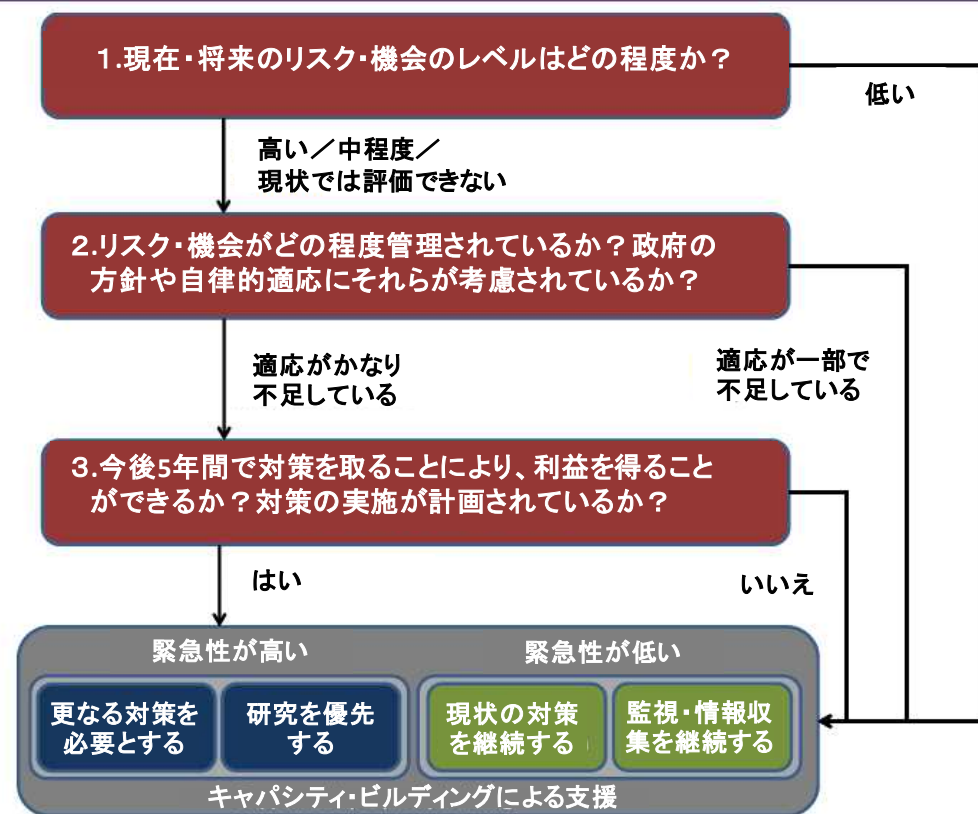 １.現在・将来のリスク・機会のレベルはどの程度か？
低い
高い／中程度／
現状では評価できない
２.リスク・機会がどの程度管理されているか？政府の
方針や自律的適応にそれらが考慮されているか？
適応がかなり
不足している
適応が一部で
不足している
３.今後5年間で対策を取ることにより、利益を得ること
ができるか？対策の実施が計画されているか？
はい
いいえ
緊急性が高い
緊急性が低い
更なる対策を
必要とする
研究を優先
する
現状の対策
を継続する
監視・情報収
集を継続する
キャパシティ・ビルディングによる支援